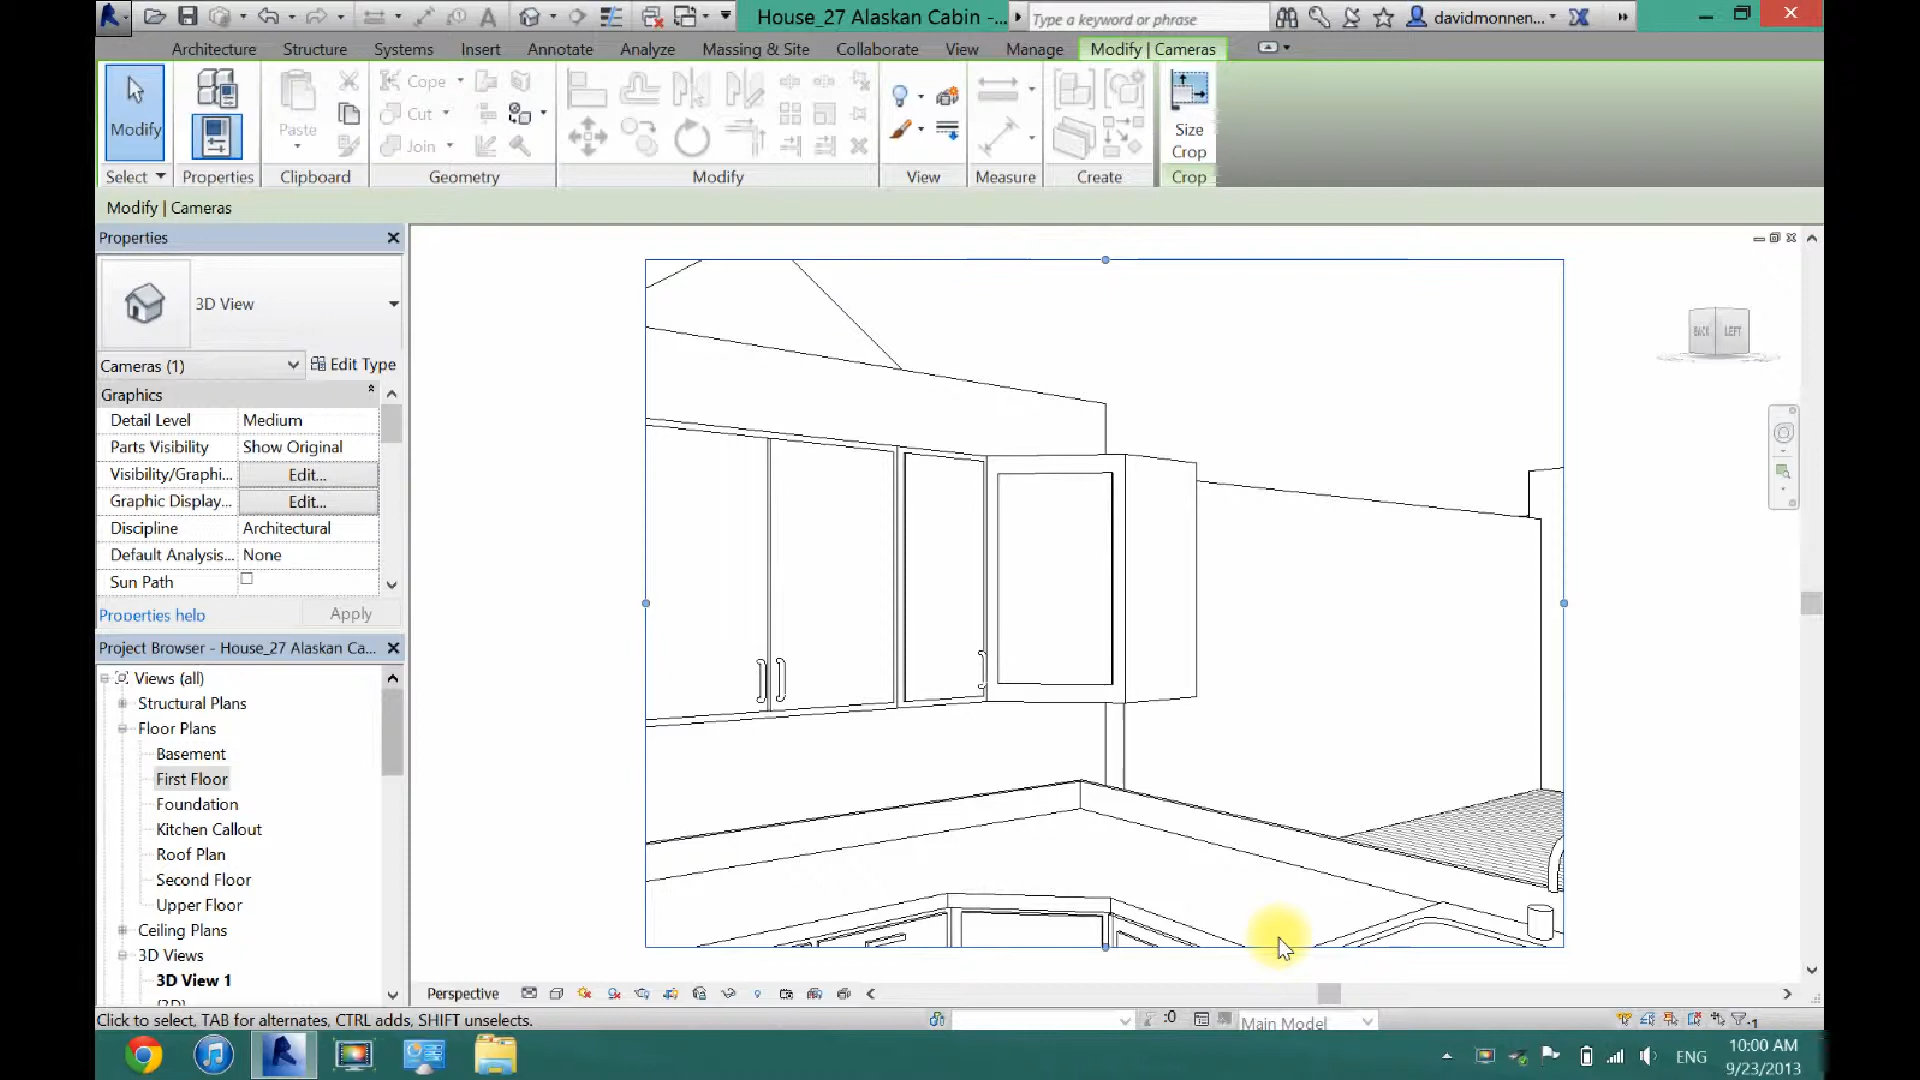 House_27 Alaskan Cabin -...
Type a keyword or phrase
davidmonnen...
Architecture Structure Systems Insert Annotate Analyze Massing & Site Collaborate View Manage Modify | Cameras
Modify
Paste
Cope
Cut
Join
Size
Crop
Select Properties Clipboard Geometry Modify View Measure Create Crop
Modify | Cameras
Properties
3D View
Cameras (1) Edit Type
Graphics
Detail Level Medium
Parts Visibility Show Original
Visibility/Graphi... Edit...
Graphic Display... Edit...
Discipline Architectural
Default Analysis... None
Sun Path
Properties help Apply
Project Browser - House_27 Alaskan Ca...
Views (all)
Structural Plans
Floor Plans
Basement
First Floor
Foundation
Kitchen Callout
Roof Plan
Second Floor
Upper Floor
Ceiling Plans
3D Views
3D View 1
BACK LEFT
Perspective
Click to select, TAB for alternates, CTRL adds, SHIFT unselects.
:0
Main Model
ENG
10:00 AM
9/23/2013